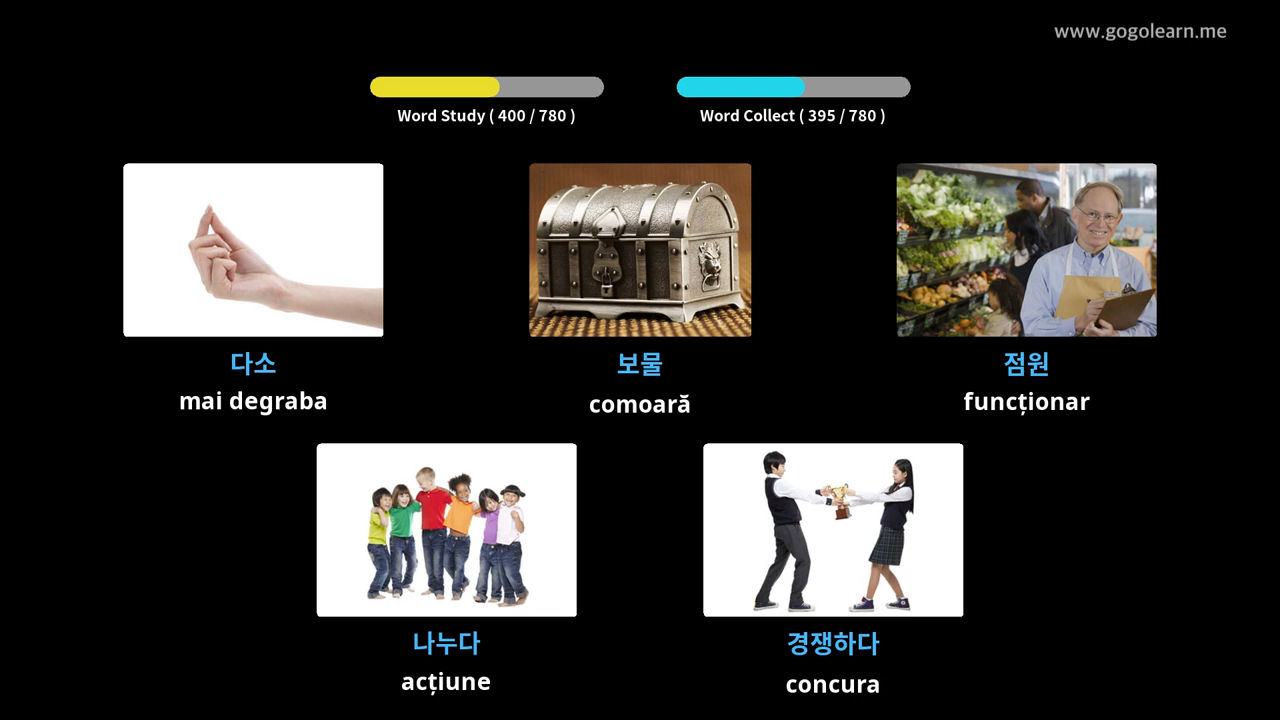 www.gogolearn.me
Word Study ( 400 / 780 )
Word Collect ( 395 / 780 )
다소
보물
점원
mai degraba
comoară
funcționar
나누다
경쟁하다
acțiune
concura